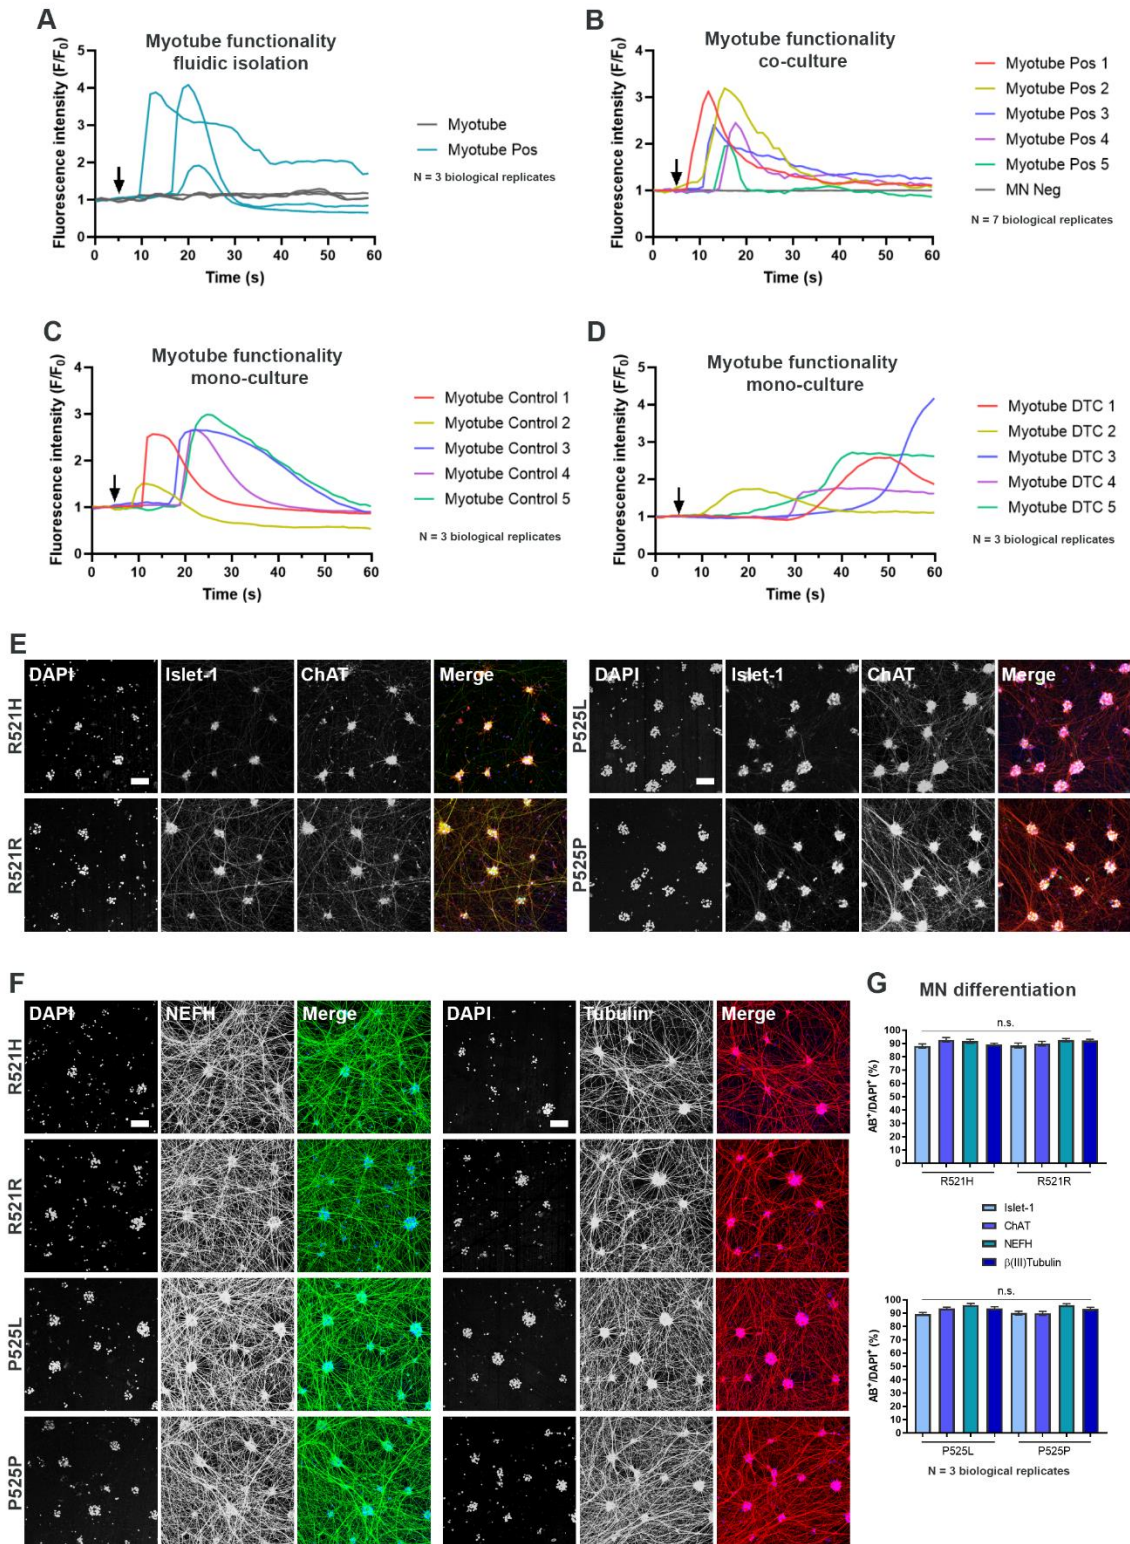 A
Myotube functionality
fluidic isolation
Fluorescence intensity (F/F0)
5
4
3
2
1
0
0 10 20 30 40 50 60
Time (s)
Myotube
Myotube Pos
N = 3 biological replicates
B
Myotube functionality
co-culture
Fluorescence intensity (F/F0)
4
3
2
1
0
0 10 20 30 40 50 60
Time (s)
Myotube Pos 1
Myotube Pos 2
Myotube Pos 3
Myotube Pos 4
Myotube Pos 5
MN Neg
N = 7 biological replicates
C
Myotube functionality
mono-culture
Fluorescence intensity (F/F0)
4
3
2
1
0
0 10 20 30 40 50 60
Time (s)
Myotube Control 1
Myotube Control 2
Myotube Control 3
Myotube Control 4
Myotube Control 5
N = 3 biological replicates
D
Myotube functionality
mono-culture
Fluorescence intensity (F/F0)
5
4
3
2
1
0
0 10 20 30 40 50 60
Time (s)
Myotube DTC 1
Myotube DTC 2
Myotube DTC 3
Myotube DTC 4
Myotube DTC 5
N = 3 biological replicates
E
DAPI Islet-1 ChAT Merge
R521H
R521R
DAPI Islet-1 ChAT Merge
P525L
P525P
F
DAPI NEFH Merge DAPI Tubulin Merge
R521H
R521R
P525L
P525P
G
MN differentiation
n.s.
AB+/DAPI+ (%)
100
90
80
70
60
50
40
30
20
10
0
R521H R521R
Islet-1
ChAT
NEFH
β(III)Tubulin
n.s.
AB+/DAPI+ (%)
100
90
80
70
60
50
40
30
20
10
0
P525L P525P
N = 3 biological replicates